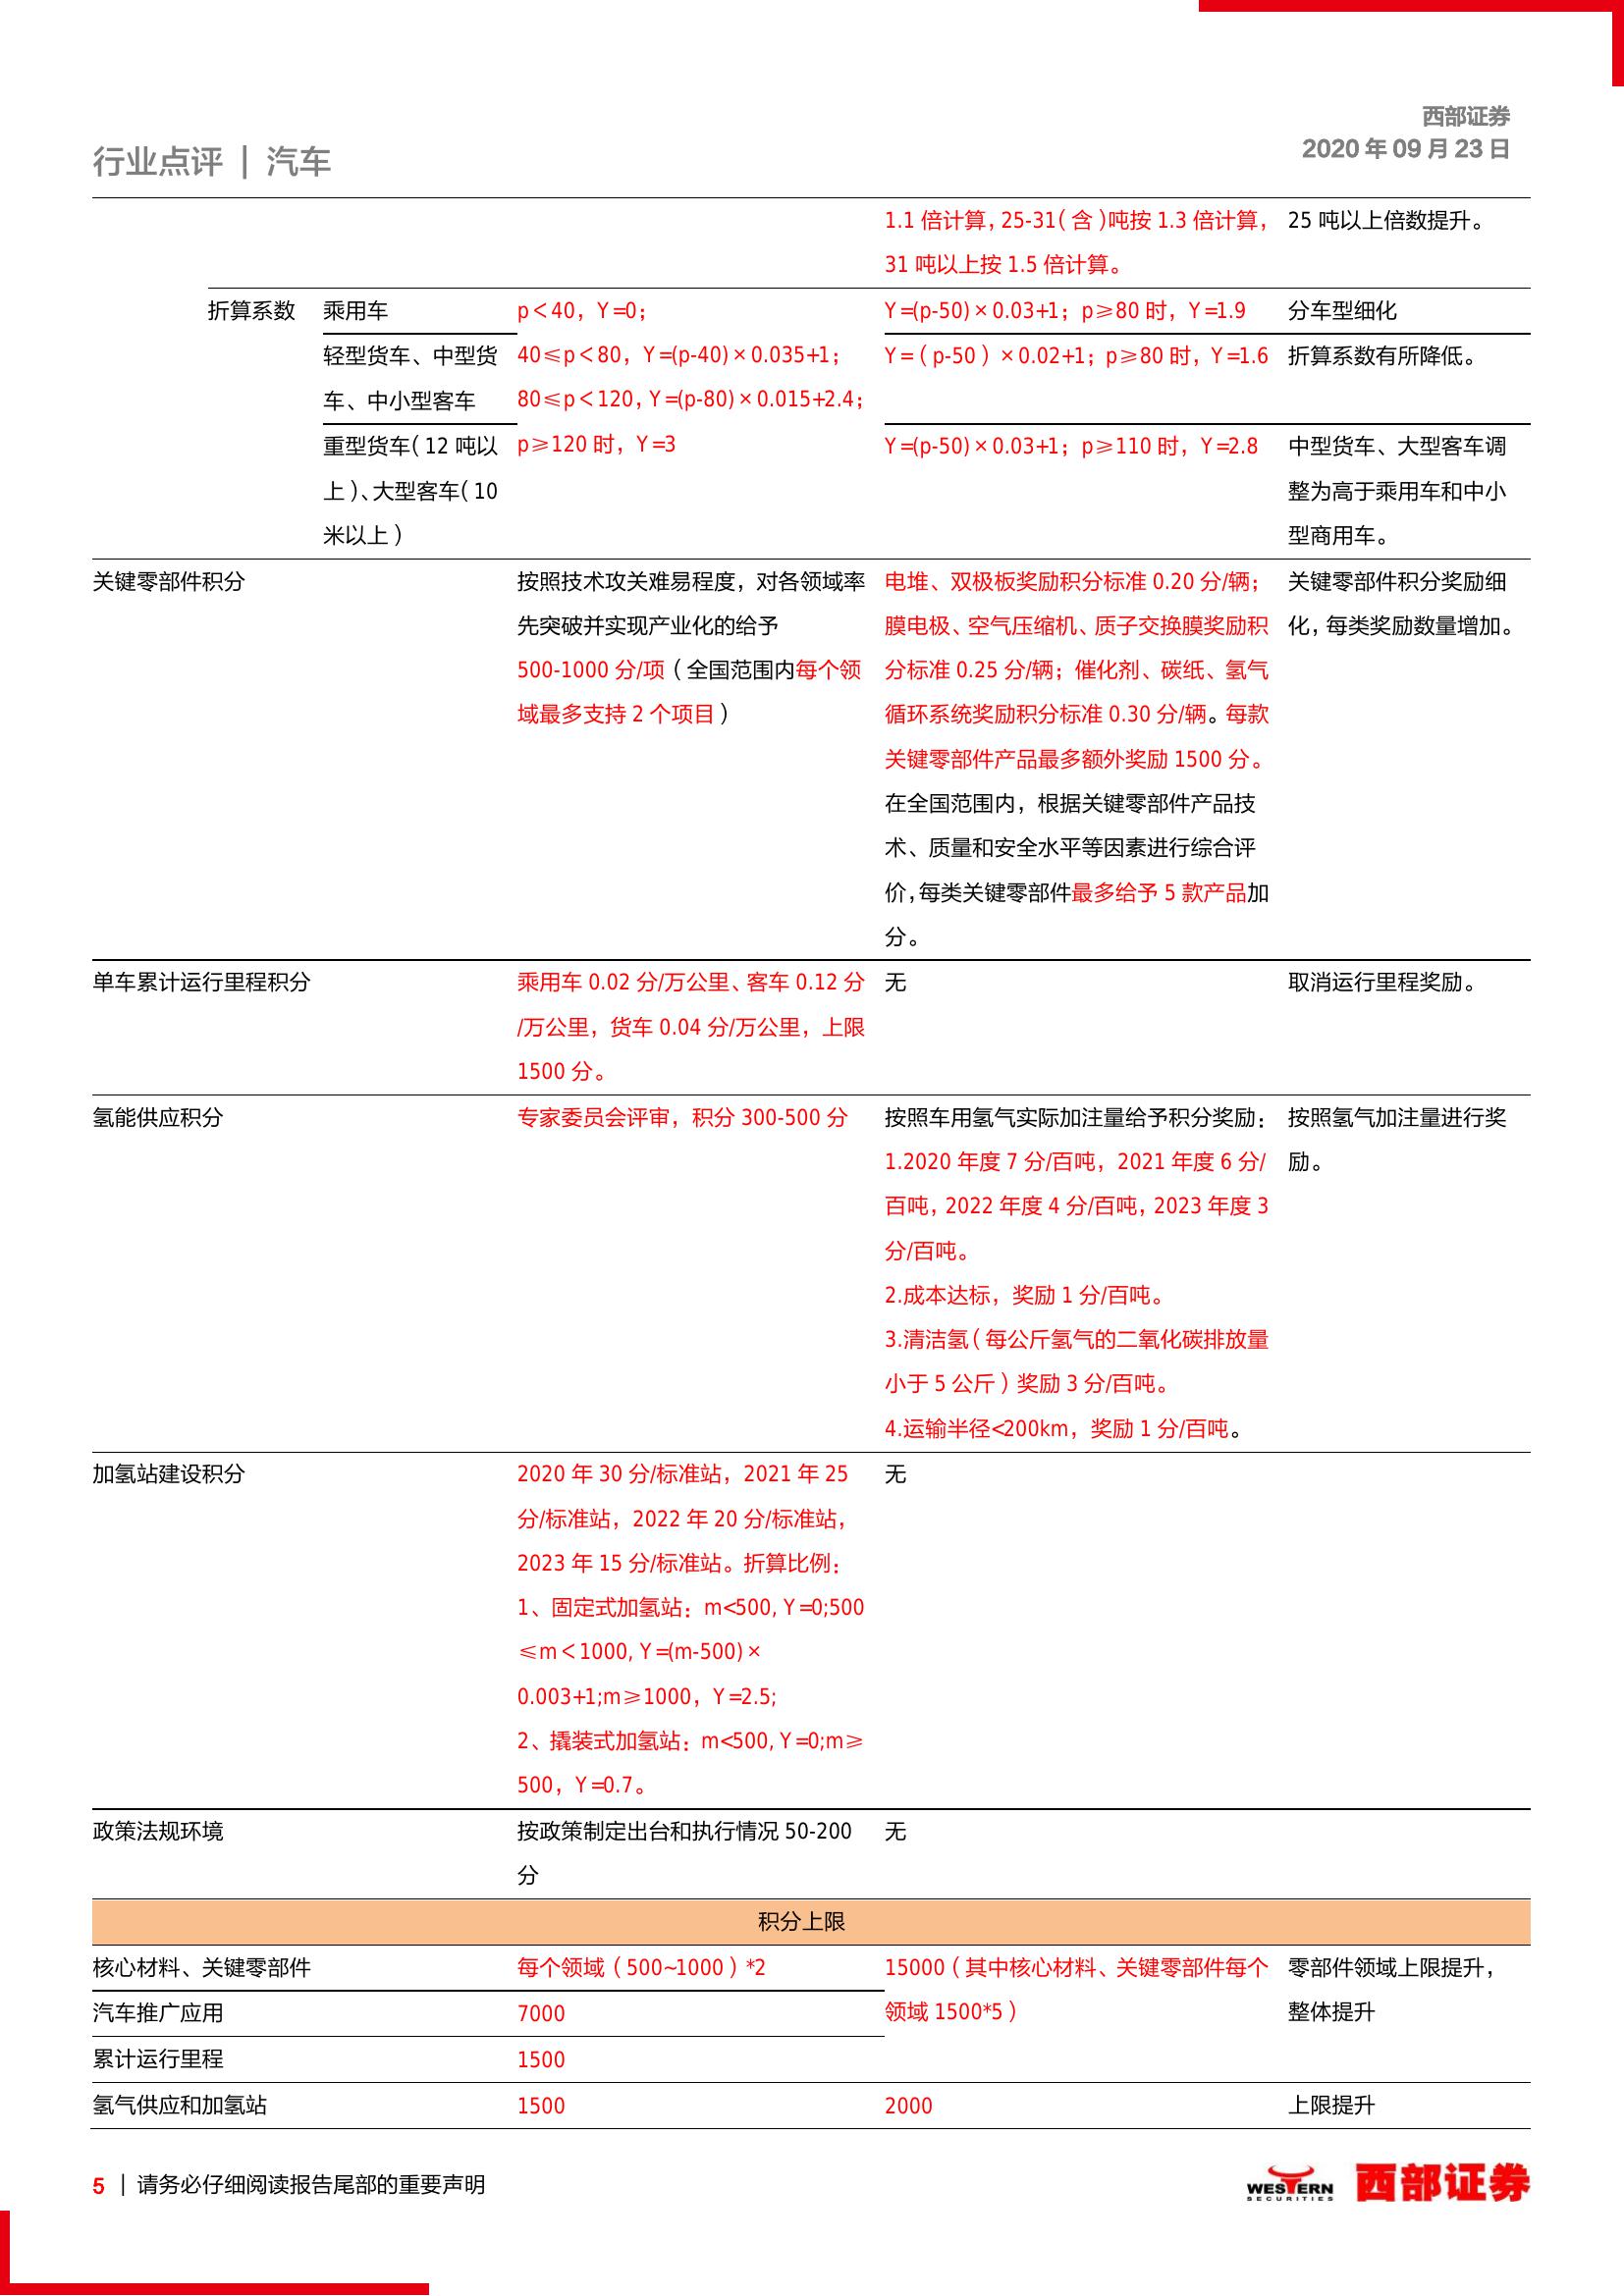 西部证券
2020 年 09 月 23 日
行业点评 | 汽车
1.1 倍计算，25-31（含）吨按 1.3 倍计算，
31 吨以上按 1.5 倍计算。
25 吨以上倍数提升。
折算系数
乘用车
轻型货车、中型货
车、中小型客车
重型货车（12 吨以
上）、大型客车（10
米以上）
p＜40，Y=0；
40≤p＜80，Y=(p-40)×0.035+1；
80≤p＜120，Y=(p-80)×0.015+2.4；
p≥120 时，Y=3
Y=(p-50)×0.03+1；p≥80 时，Y=1.9
分车型细化
Y=（p-50）×0.02+1；p≥80 时，Y=1.6
折算系数有所降低。
Y=(p-50)×0.03+1；p≥110 时，Y=2.8
中型货车、大型客车调
整为高于乘用车和中小
型商用车。
关键零部件积分
按照技术攻关难易程度，对各领域率
先突破并实现产业化的给予
500-1000 分/项（全国范围内每个领
域最多支持 2 个项目）
电堆、双极板奖励积分标准 0.20 分/辆；
膜电极、空气压缩机、质子交换膜奖励积
分标准 0.25 分/辆；催化剂、碳纸、氢气
循环系统奖励积分标准 0.30 分/辆。每款
关键零部件产品最多额外奖励 1500 分。
在全国范围内，根据关键零部件产品技
术、质量和安全水平等因素进行综合评
价，每类关键零部件最多给予 5 款产品加
分。
关键零部件积分奖励细
化，每类奖励数量增加。
单车累计运行里程积分
乘用车 0.02 分/万公里、客车 0.12 分
/万公里，货车 0.04 分/万公里，上限
1500 分。
无
取消运行里程奖励。
氢能供应积分
专家委员会评审，积分 300-500 分
按照车用氢气实际加注量给予积分奖励：
1.2020 年度 7 分/百吨，2021 年度 6 分/
百吨，2022 年度 4 分/百吨，2023 年度 3
分/百吨。
2.成本达标，奖励 1 分/百吨。
3.清洁氢（每公斤氢气的二氧化碳排放量
小于 5 公斤）奖励 3 分/百吨。
4.运输半径<200km，奖励 1 分/百吨。
按照氢气加注量进行奖
励。
加氢站建设积分
2020 年 30 分/标准站，2021 年 25
分/标准站，2022 年 20 分/标准站，
2023 年 15 分/标准站。折算比例：
1、固定式加氢站：m<500, Y=0;500
≤m＜1000, Y=(m-500)×
0.003+1;m≥1000，Y=2.5;
2、撬装式加氢站：m<500, Y=0;m≥
500，Y=0.7。
无
政策法规环境
按政策制定出台和执行情况 50-200
分
无
积分上限
核心材料、关键零部件
每个领域（500~1000）*2
15000（其中核心材料、关键零部件每个
领域 1500*5）
零部件领域上限提升，
整体提升
汽车推广应用
7000
累计运行里程
1500
氢气供应和加氢站
1500
2000
上限提升
5 | 请务必仔细阅读报告尾部的重要声明
WESTERN
SECURITIES
西部证券